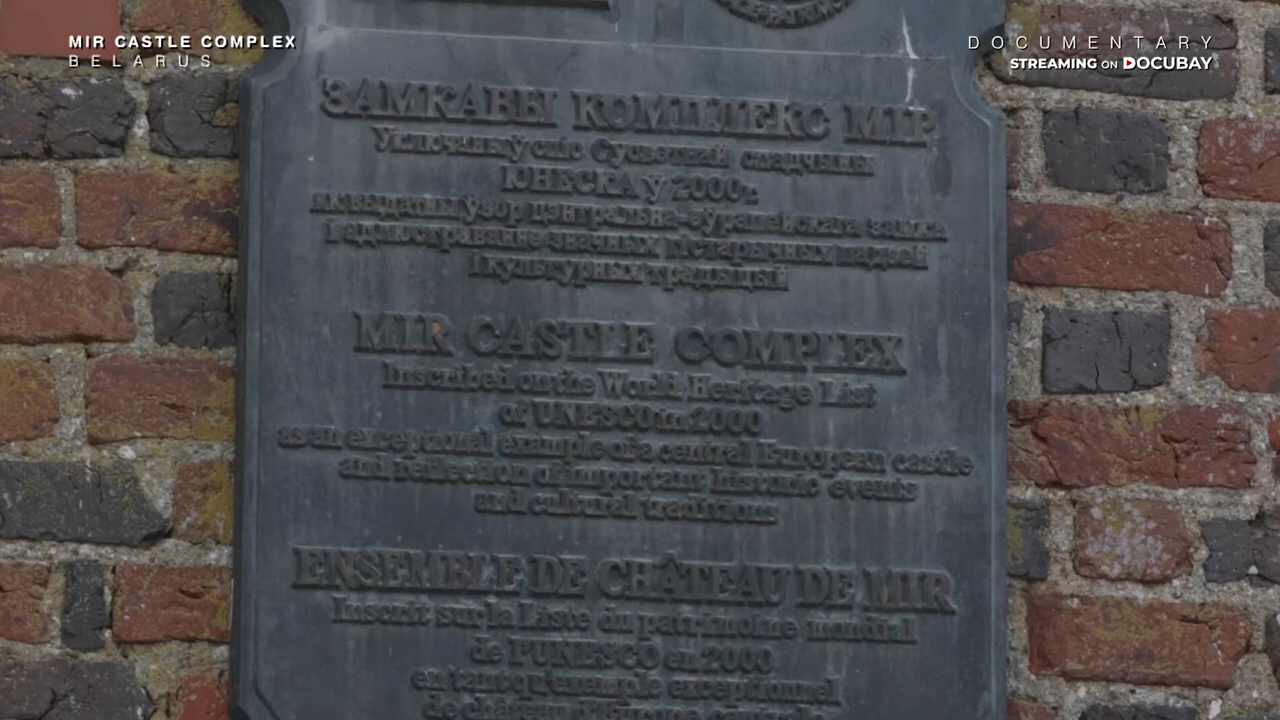 MIR CASTLE COMPLEX
BELARUS
DOCUMENTARY
STREAMING ON DOCUBAY
ЗАМКАВЫ КОМПЛЕКС МІР
Уключаны ў спіс Сусветнай спадчыны
ЮНЕСКА ў 2000г.
як выдатны ўзор цэнтральна-еўрапейскага замка
і адлюстраванне значных гістарычных падзей
і культурных традыцый
MIR CASTLE COMPLEX
Inscribed on the World Heritage List
of UNESCO in 2000
as an exceptional example of a central European castle
and reflection of important historic events
and cultural traditions
ENSEMBLE DE CHÂTEAU DE MIR
Inscrit sur la Liste du patrimoine mondial
de l'UNESCO en 2000
en tant qu'exemple exceptionnel
de château d'Europe centrale